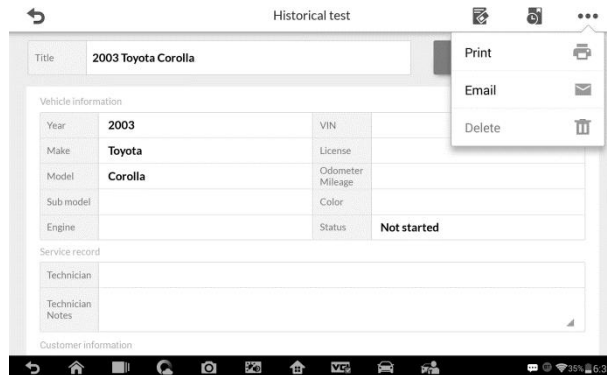 Historical test
Title 2003 Toyota Corolla
Print
Email
Delete
Vehicle information
Year 2003 VIN
Make Toyota License
Model Corolla Odometer Mileage
Sub model Color
Engine Status Not started
Service record
Technician
Technician Notes
Customer information
35%